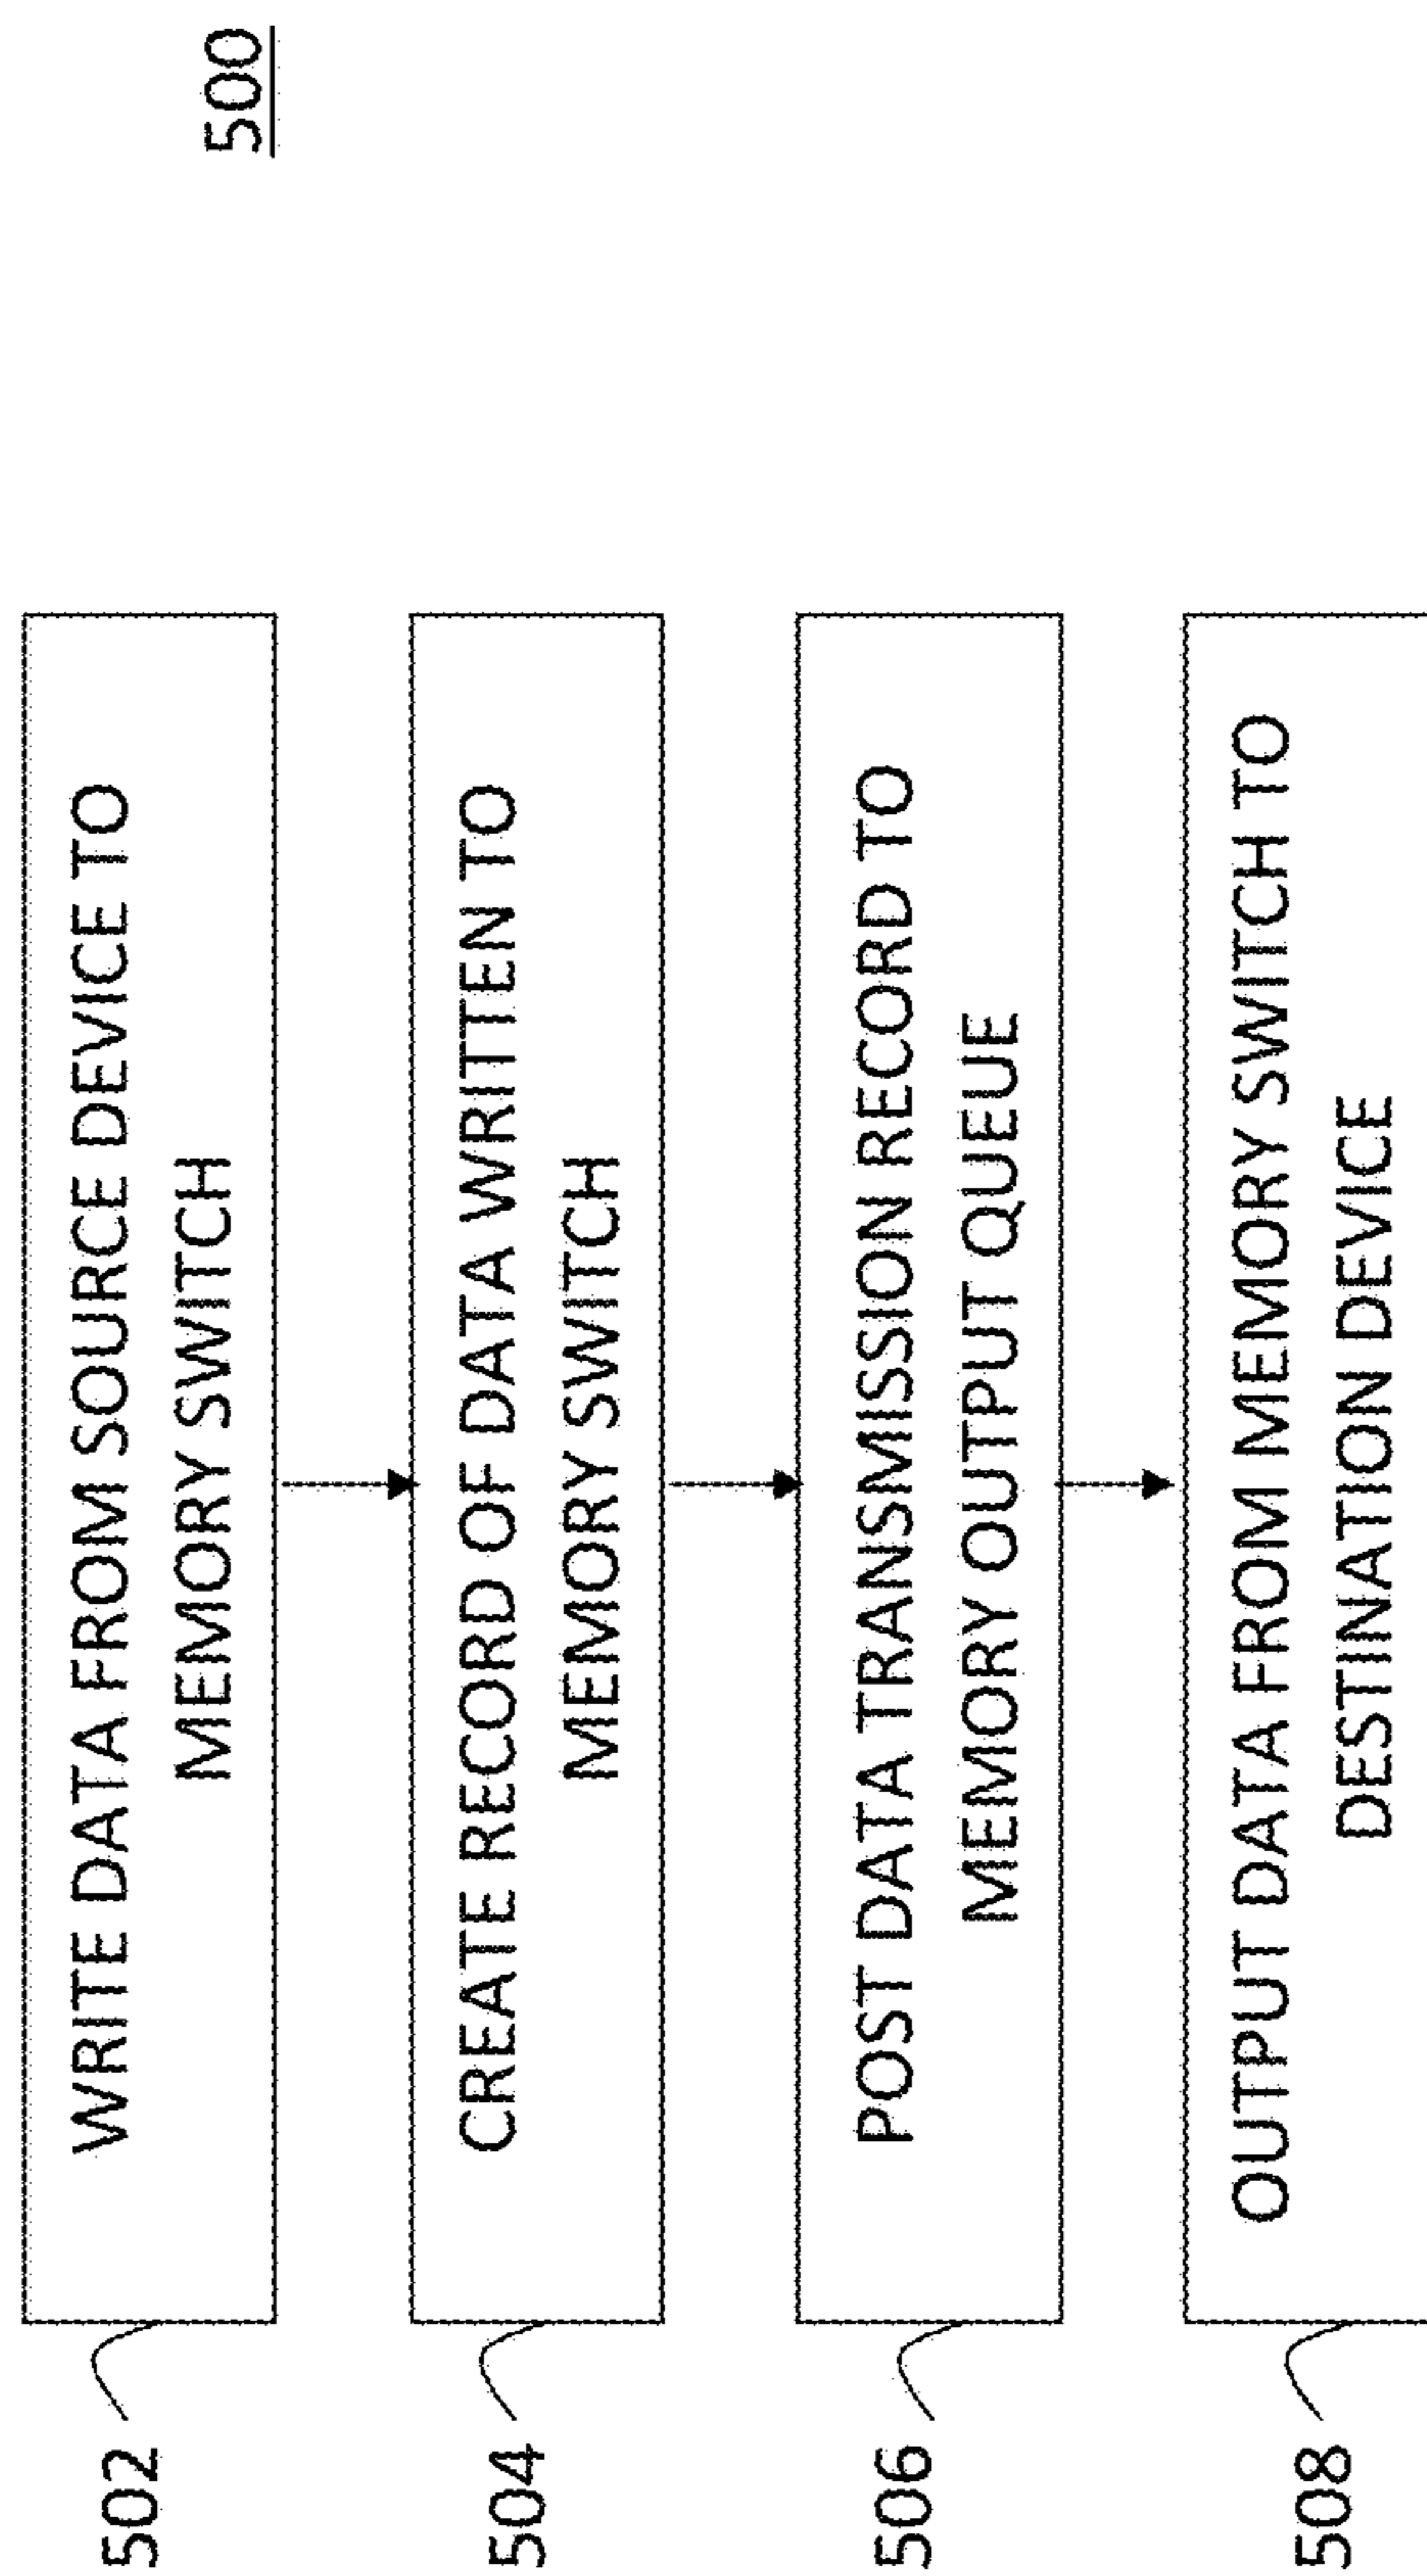 500
502
WRITE DATA FROM SOURCE DEVICE TO
MEMORY SWITCH
504
CREATE RECORD OF DATA WRITTEN TO
MEMORY SWITCH
506
POST DATA TRANSMISSION RECORD TO
MEMORY OUTPUT QUEUE
508
OUTPUT DATA FROM MEMORY SWITCH TO
DESTINATION DEVICE